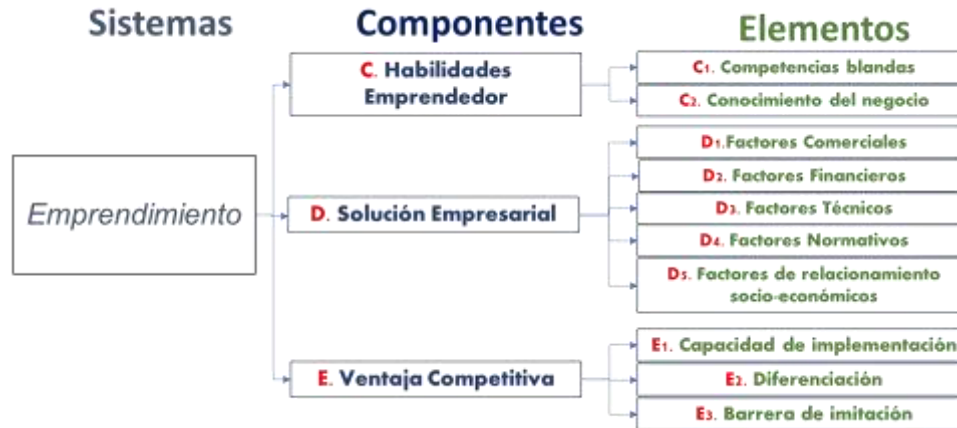 Sistemas
Componentes
Elementos
Emprendimiento
C. Habilidades
Emprendedor
C1. Competencias blandas
C2. Conocimiento del negocio
D. Solución Empresarial
D1.Factores Comerciales
D2. Factores Financieros
D3. Factores Técnicos
D4. Factores Normativos
D5. Factores de relacionamiento
socio-económicos
E. Ventaja Competitiva
E1. Capacidad de implementación
E2. Diferenciación
E3. Barrera de imitación